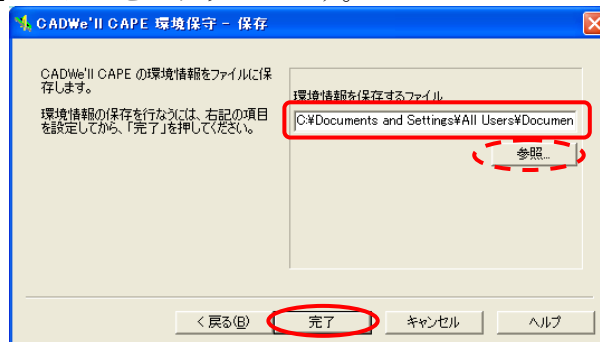 CADWe'll CAPE 環境保守 - 保存
CADWe'll CAPE の環境情報をファイルに保
存します。
環境情報の保存を行なうには、右記の項目
を設定してから、「完了」を押してください。
環境情報を保存するファイル
C:¥Documents and Settings¥All Users¥Documen
参照...
< 戻る(B)
完了
キャンセル
ヘルプ